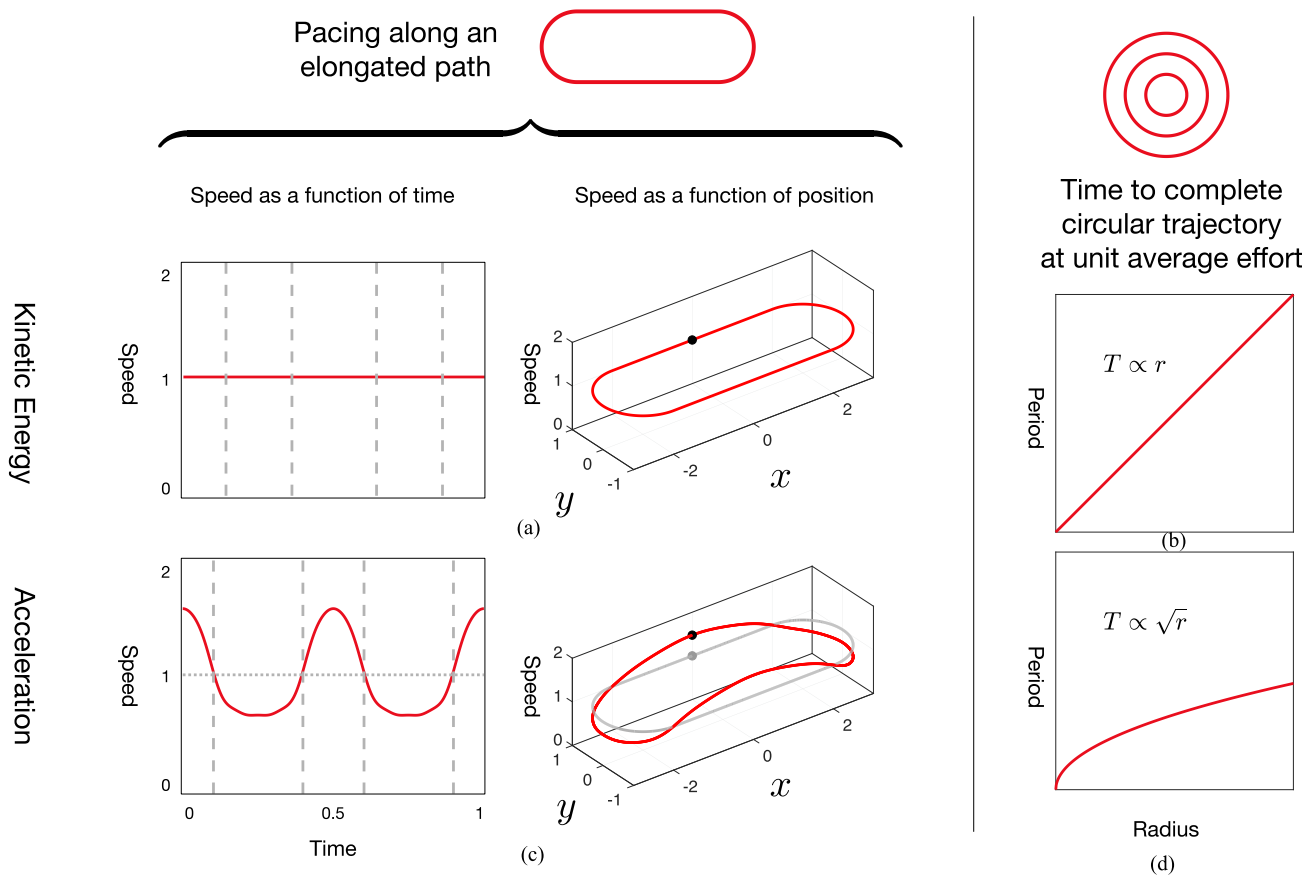 Pacing along an
elongated path
Speed as a function of time
Speed as a function of position
Kinetic Energy
Speed
2
1
0
Speed
2
1
0
1
0
-1
y
-2
0
2
x
(a)
Acceleration
Speed
2
1
0
0
0.5
1
Time
Speed
2
1
0
1
0
-1
y
-2
0
2
x
(c)
Time to complete
circular trajectory
at unit average effort
Period
T ∝ r
(b)
Period
T ∝ √r
Radius
(d)